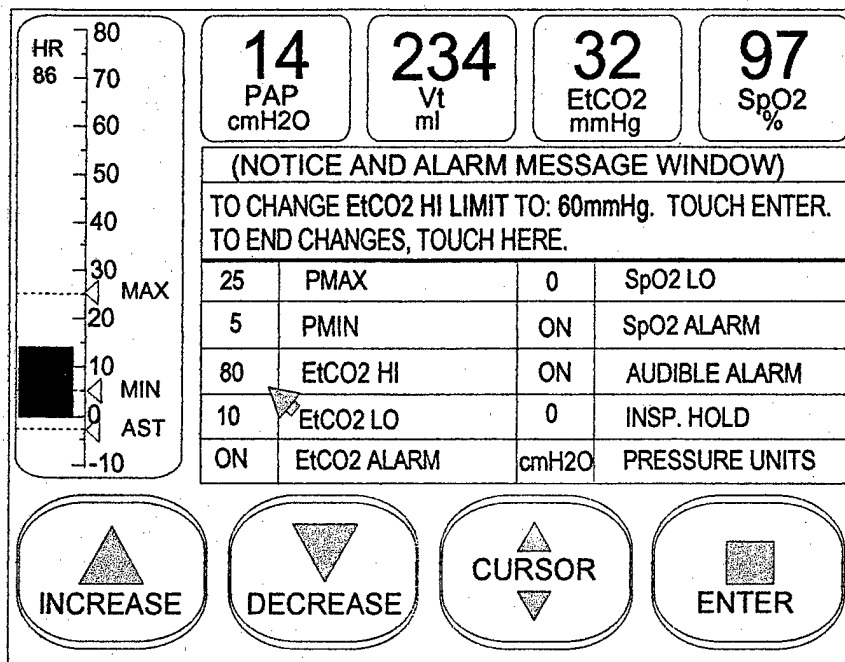 HR
86
80
70
60
50
40
30
20
10
0
-10
MAX
MIN
AST
14
PAP
cmH2O
234
Vt
ml
32
EtCO2
mmHg
97
SpO2
%
(NOTICE AND ALARM MESSAGE WINDOW)
TO CHANGE EtCO2 HI LIMIT TO: 60mmHg. TOUCH ENTER.
TO END CHANGES, TOUCH HERE.
25 PMAX 0 SpO2 LO
5 PMIN ON SpO2 ALARM
80 EtCO2 HI ON AUDIBLE ALARM
10 EtCO2 LO 0 INSP. HOLD
ON EtCO2 ALARM cmH2O PRESSURE UNITS
INCREASE
DECREASE
CURSOR
ENTER